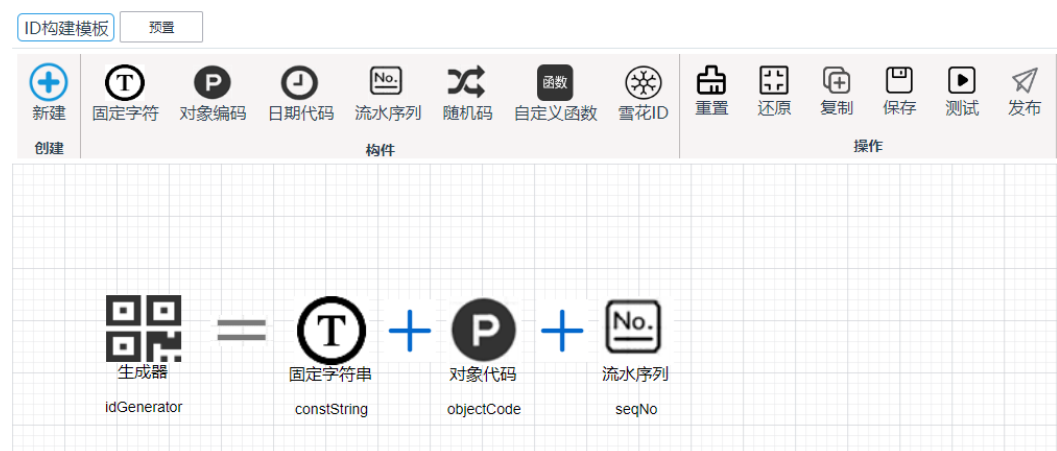 ID构建模板 预置
T P No. 函数
新建 固定字符 对象编码 日期代码 流水序列 随机码 自定义函数 雪花ID 重置 还原 复制 保存 测试 发布
创建 构件 操作
T P No.
生成器 固定字符串 对象代码 流水序列
idGenerator constString objectCode seqNo